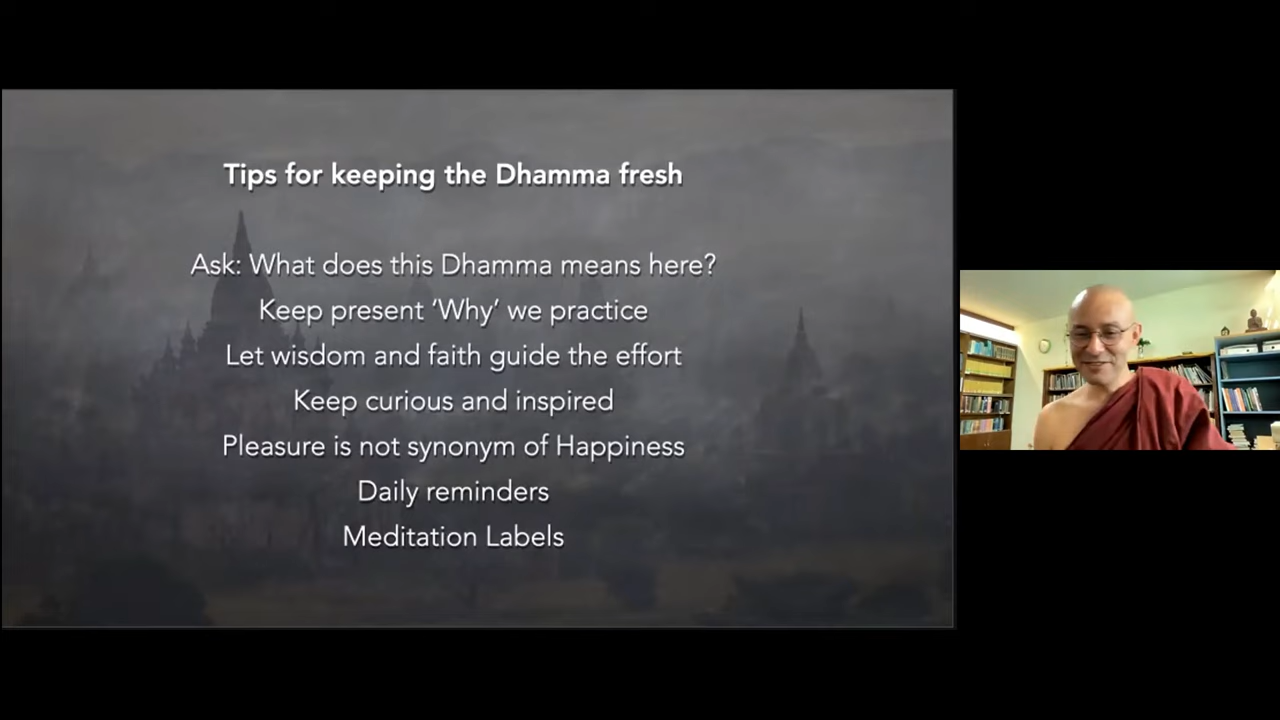 Tips for keeping the Dhamma fresh
Ask: What does this Dhamma means here?
Keep present ‘Why’ we practice
Let wisdom and faith guide the effort
Keep curious and inspired
Pleasure is not synonym of Happiness
Daily reminders
Meditation Labels